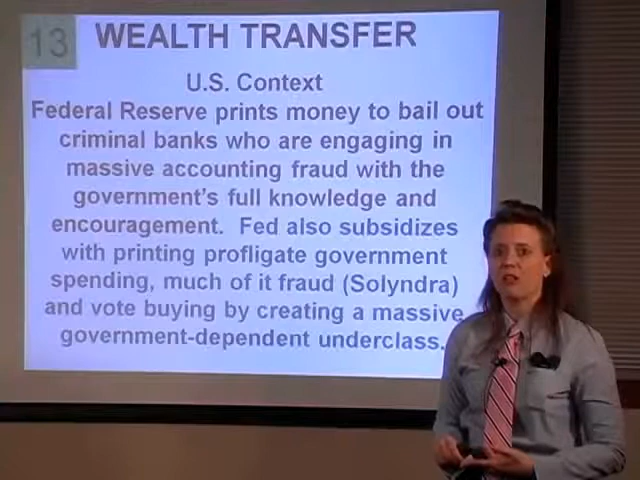 13
WEALTH TRANSFER
U.S. Context
Federal Reserve prints money to bail out
criminal banks who are engaging in
massive accounting fraud with the
government's full knowledge and
encouragement. Fed also subsidizes
with printing profligate government
spending, much of it fraud (Solyndra)
and vote buying by creating a massive
government-dependent underclass.